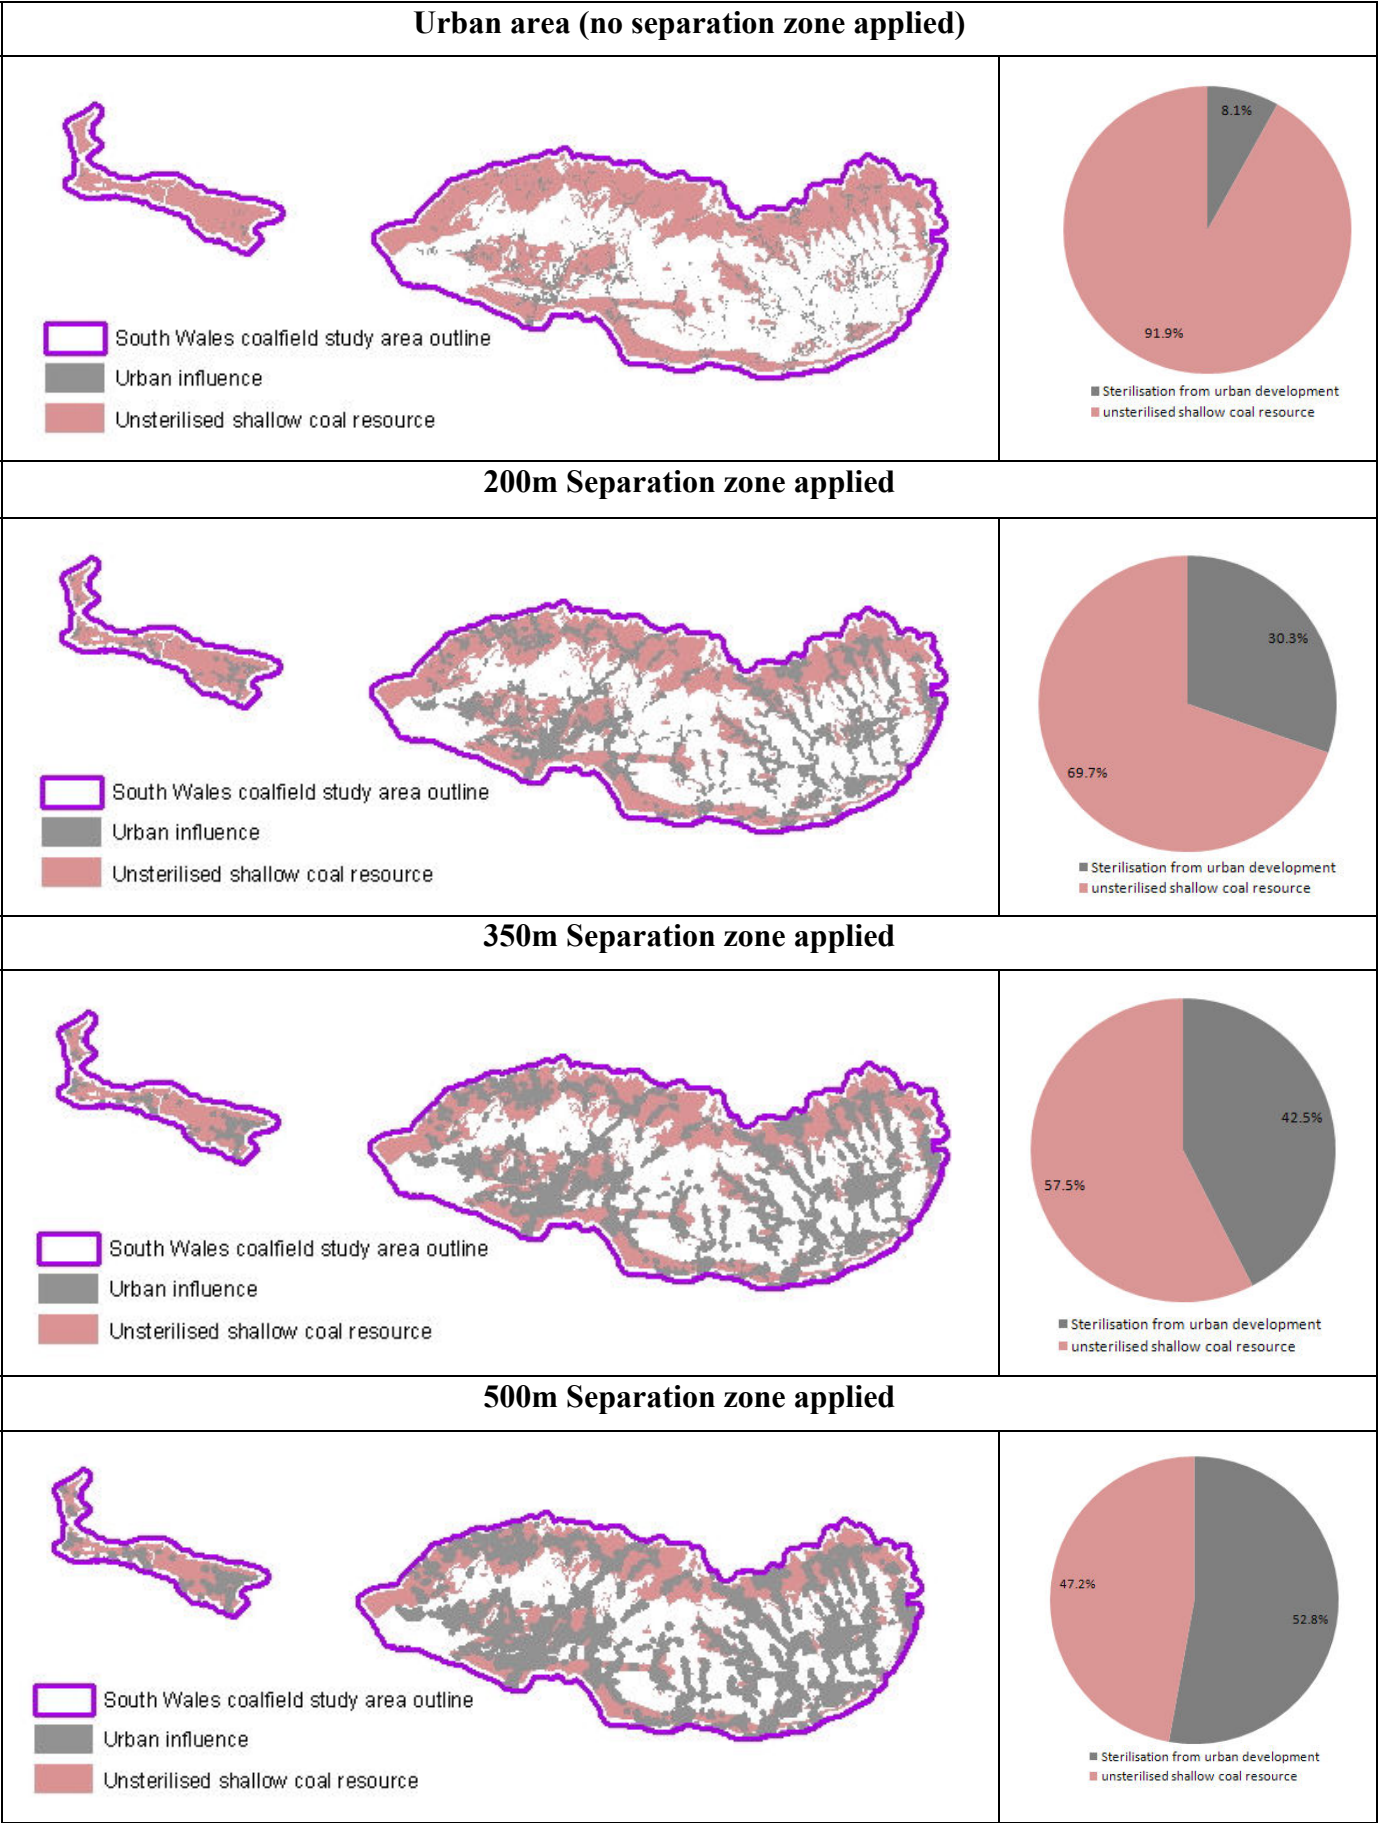 Urban area (no separation zone applied)
South Wales coalfield study area outline
Urban influence
Unsterilised shallow coal resource
8.1%
91.9%
Sterilisation from urban development
unsterilised shallow coal resource
200m Separation zone applied
South Wales coalfield study area outline
Urban influence
Unsterilised shallow coal resource
30.3%
69.7%
Sterilisation from urban development
unsterilised shallow coal resource
350m Separation zone applied
South Wales coalfield study area outline
Urban influence
Unsterilised shallow coal resource
42.5%
57.5%
Sterilisation from urban development
unsterilised shallow coal resource
500m Separation zone applied
South Wales coalfield study area outline
Urban influence
Unsterilised shallow coal resource
47.2%
52.8%
Sterilisation from urban development
unsterilised shallow coal resource